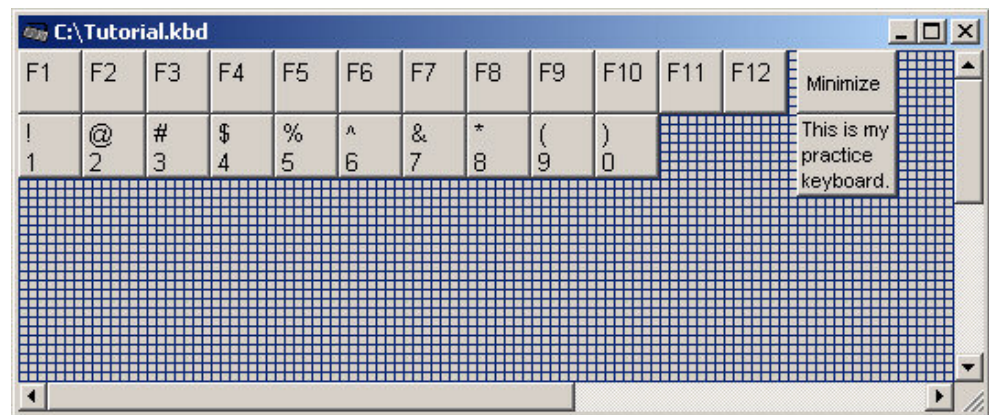 C:\Tutorial.kbd
F1 F2 F3 F4 F5 F6 F7 F8 F9 F10 F11 F12 Minimize
! @ # $ % ^ & * ( )
1 2 3 4 5 6 7 8 9 0
This is my
practice
keyboard.